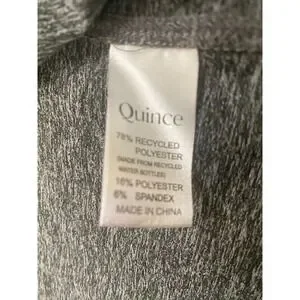 Quince
78% RECYCLED
POLYESTER
(MADE FROM RECYCLED
WATER BOTTLES)
16% POLYESTER
6% SPANDEX
MADE IN CHINA